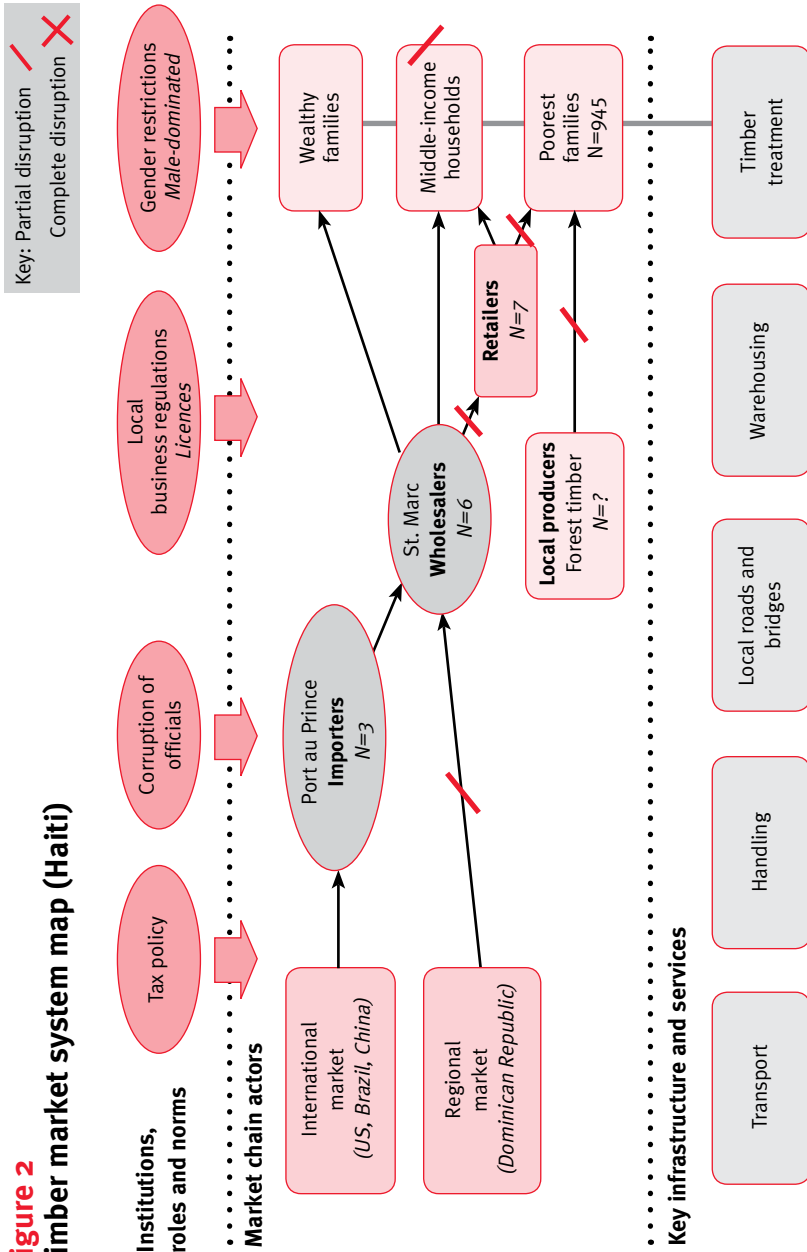 igure 2
imber market system map (Haiti)
Key: Partial disruption
Complete disruption
Institutions,
roles and norms
Tax policy
Corruption of
officials
Local
business regulations
Licences
Gender restrictions
Male-dominated
Market chain actors
International
market
(US, Brazil, China)
Port au Prince
Importers
N=3
Wealthy
families
Regional
market
(Dominican Republic)
St. Marc
Wholesalers
N=6
Middle-income
households
Retailers
N=7
Local producers
Forest timber
N=?
Poorest
families
N=945
Key infrastructure and services
Transport
Handling
Local roads and
bridges
Warehousing
Timber
treatment